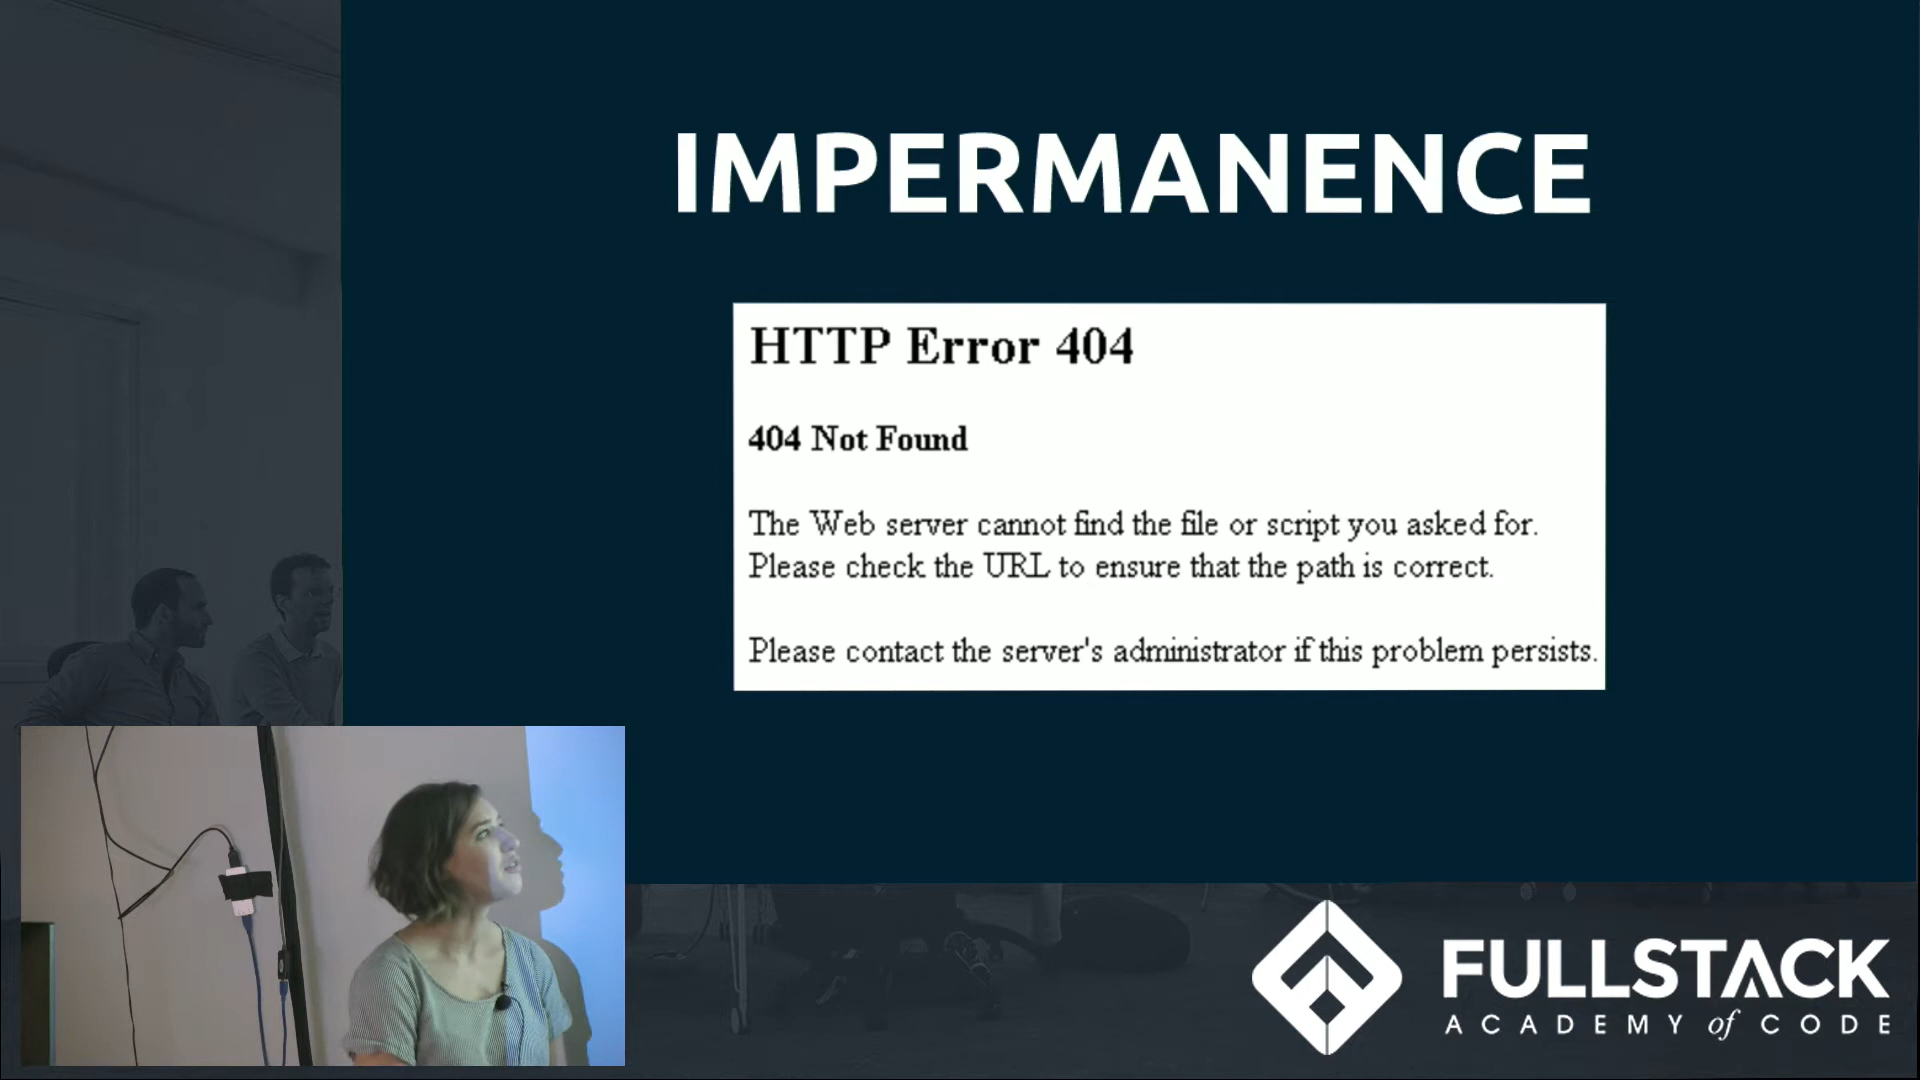 IMPERMANENCE
HTTP Error 404
404 Not Found
The Web server cannot find the file or script you asked for.
Please check the URL to ensure that the path is correct.
Please contact the server's administrator if this problem persists.
FULLSTACK
ACADEMY of CODE